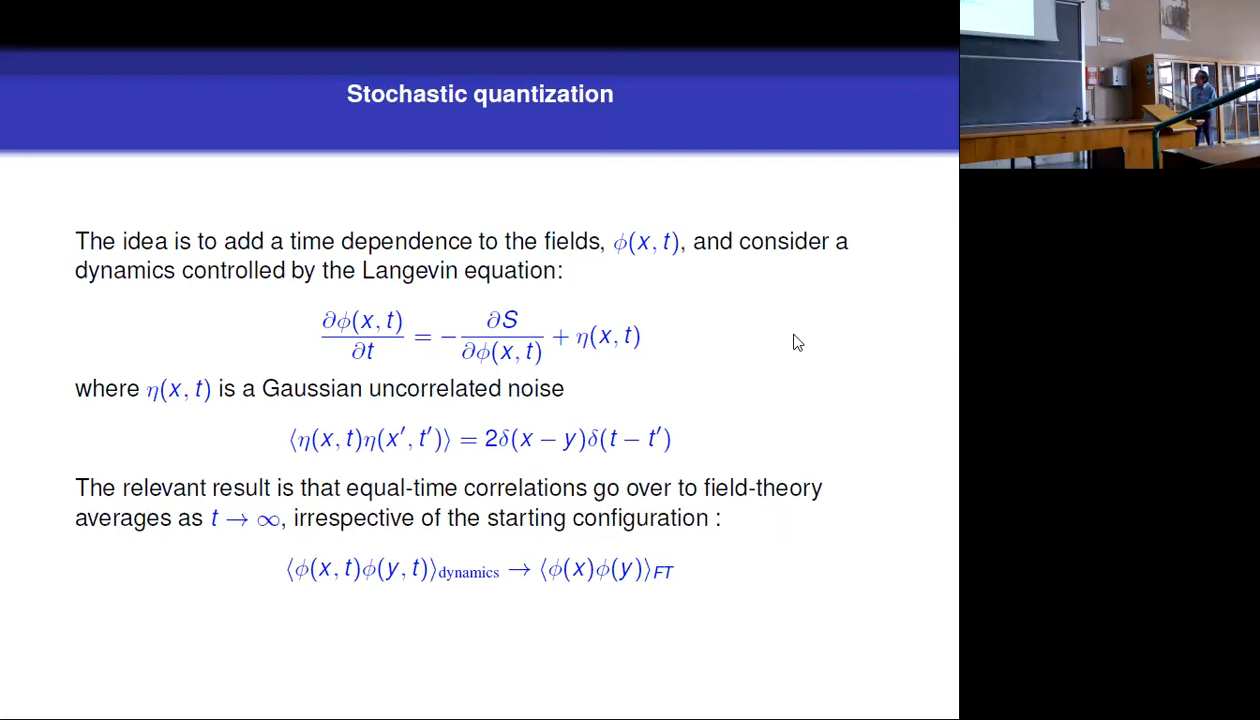 Stochastic quantization
The idea is to add a time dependence to the fields, ϕ(x, t), and consider a
dynamics controlled by the Langevin equation:
∂ϕ(x, t)/∂t = −∂S/∂ϕ(x, t) + η(x, t)
where η(x, t) is a Gaussian uncorrelated noise
⟨η(x, t)η(x′, t′)⟩ = 2δ(x − y)δ(t − t′)
The relevant result is that equal-time correlations go over to field-theory
averages as t → ∞, irrespective of the starting configuration :
⟨ϕ(x, t)ϕ(y, t)⟩dynamics → ⟨ϕ(x)ϕ(y)⟩FT